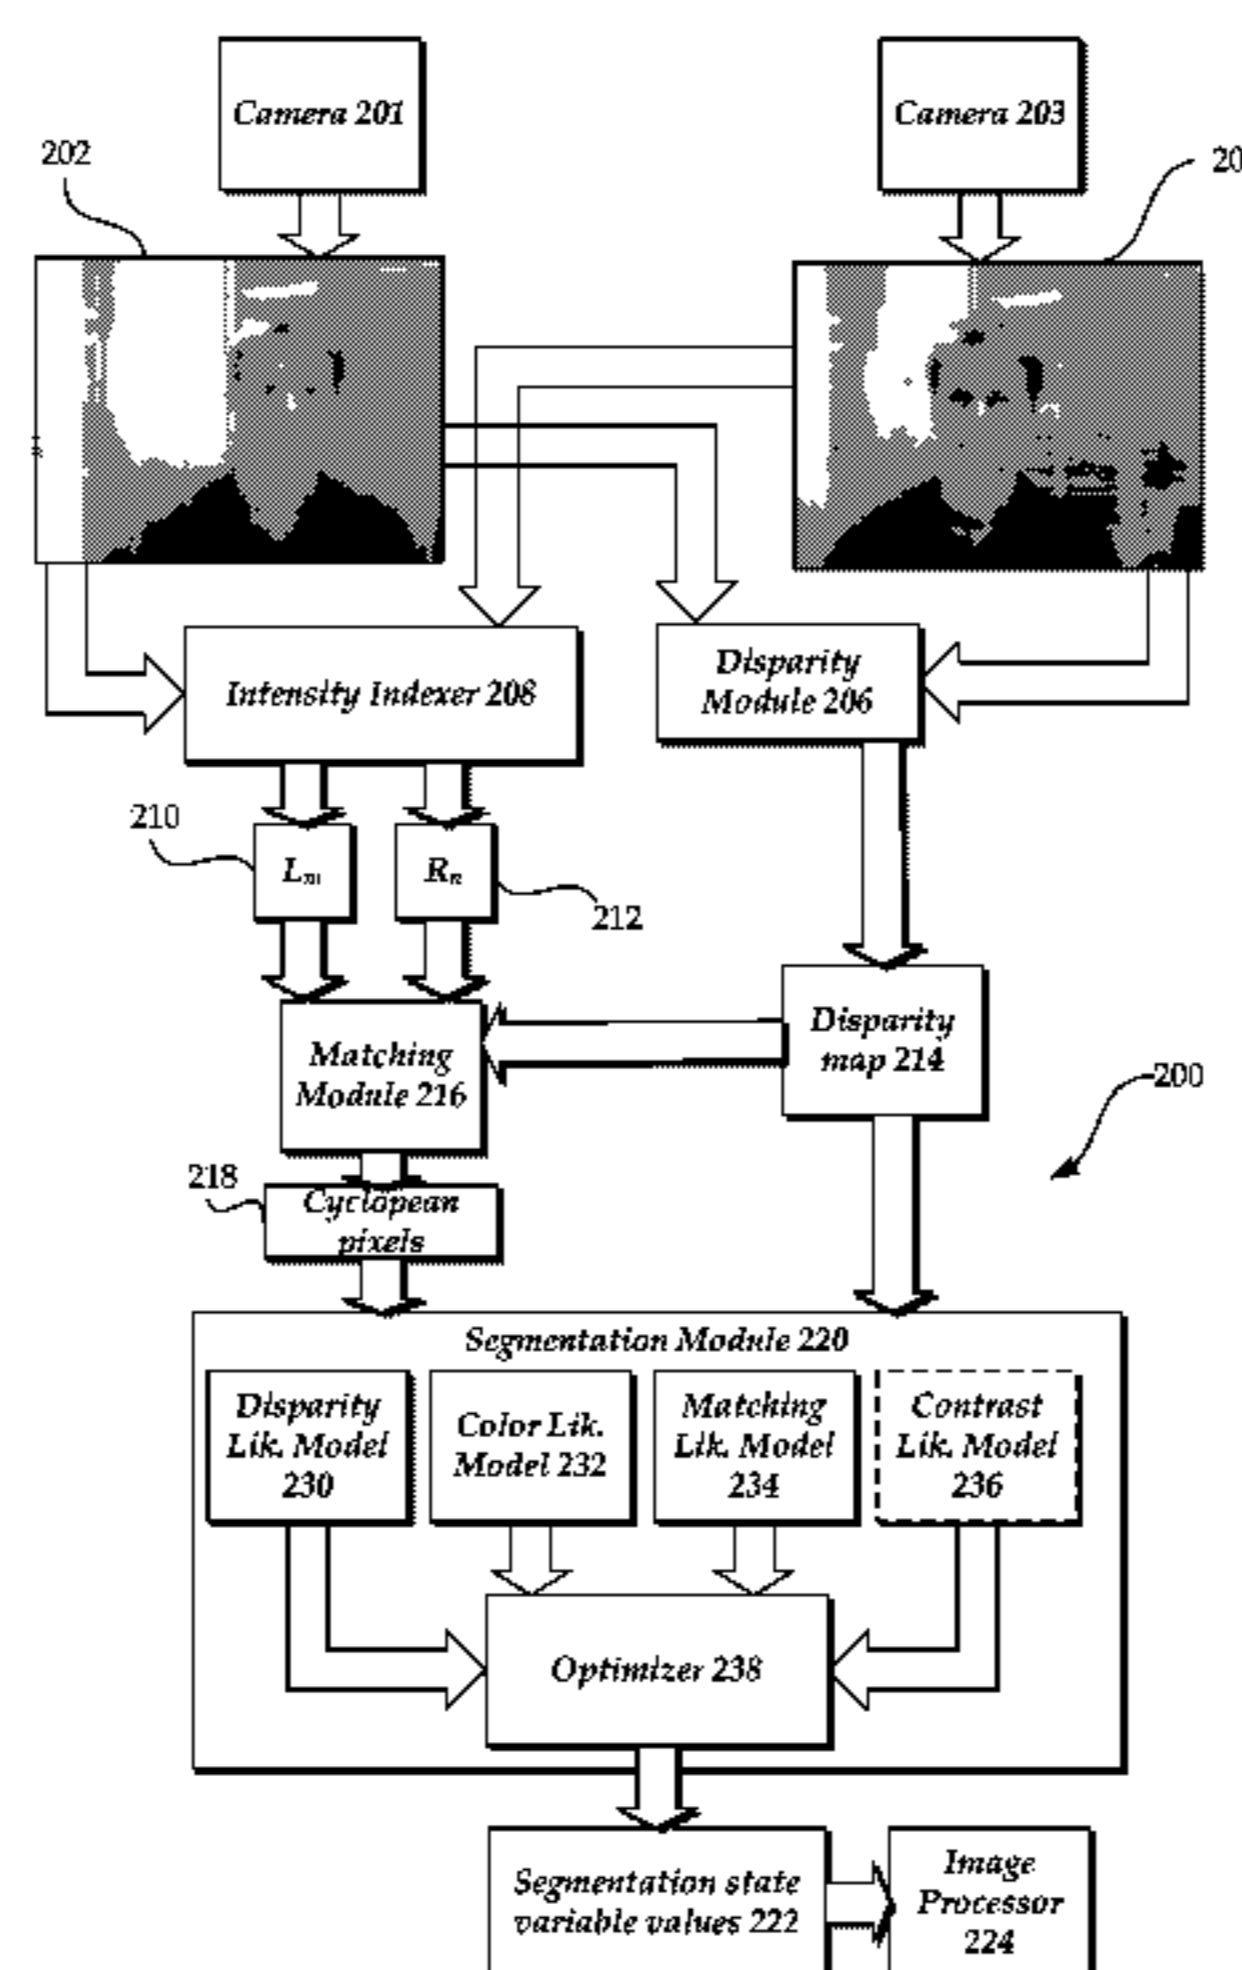 Camera 201
Camera 203
202
20
Intensity Indexer 208
Disparity
Module 206
210
Lm
Rn
212
Disparity
map 214
Matching
Module 216
200
218
Cyclopean
pixels
Segmentation Module 220
Disparity
Lik. Model
230
Color Lik.
Model 232
Matching
Lik. Model
234
Contrast
Lik. Model
236
Optimizer 238
Segmentation state
variable values 222
Image
Processor
224